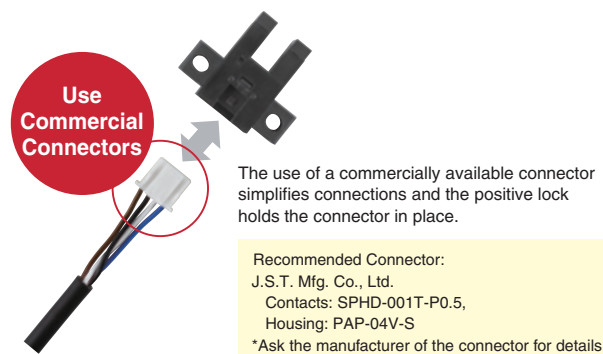 Use
Commercial
Connectors
The use of a commercially available connector
simplifies connections and the positive lock
holds the connector in place.
Recommended Connector:
J.S.T. Mfg. Co., Ltd.
Contacts: SPHD-001T-P0.5,
Housing: PAP-04V-S
*Ask the manufacturer of the connector for details